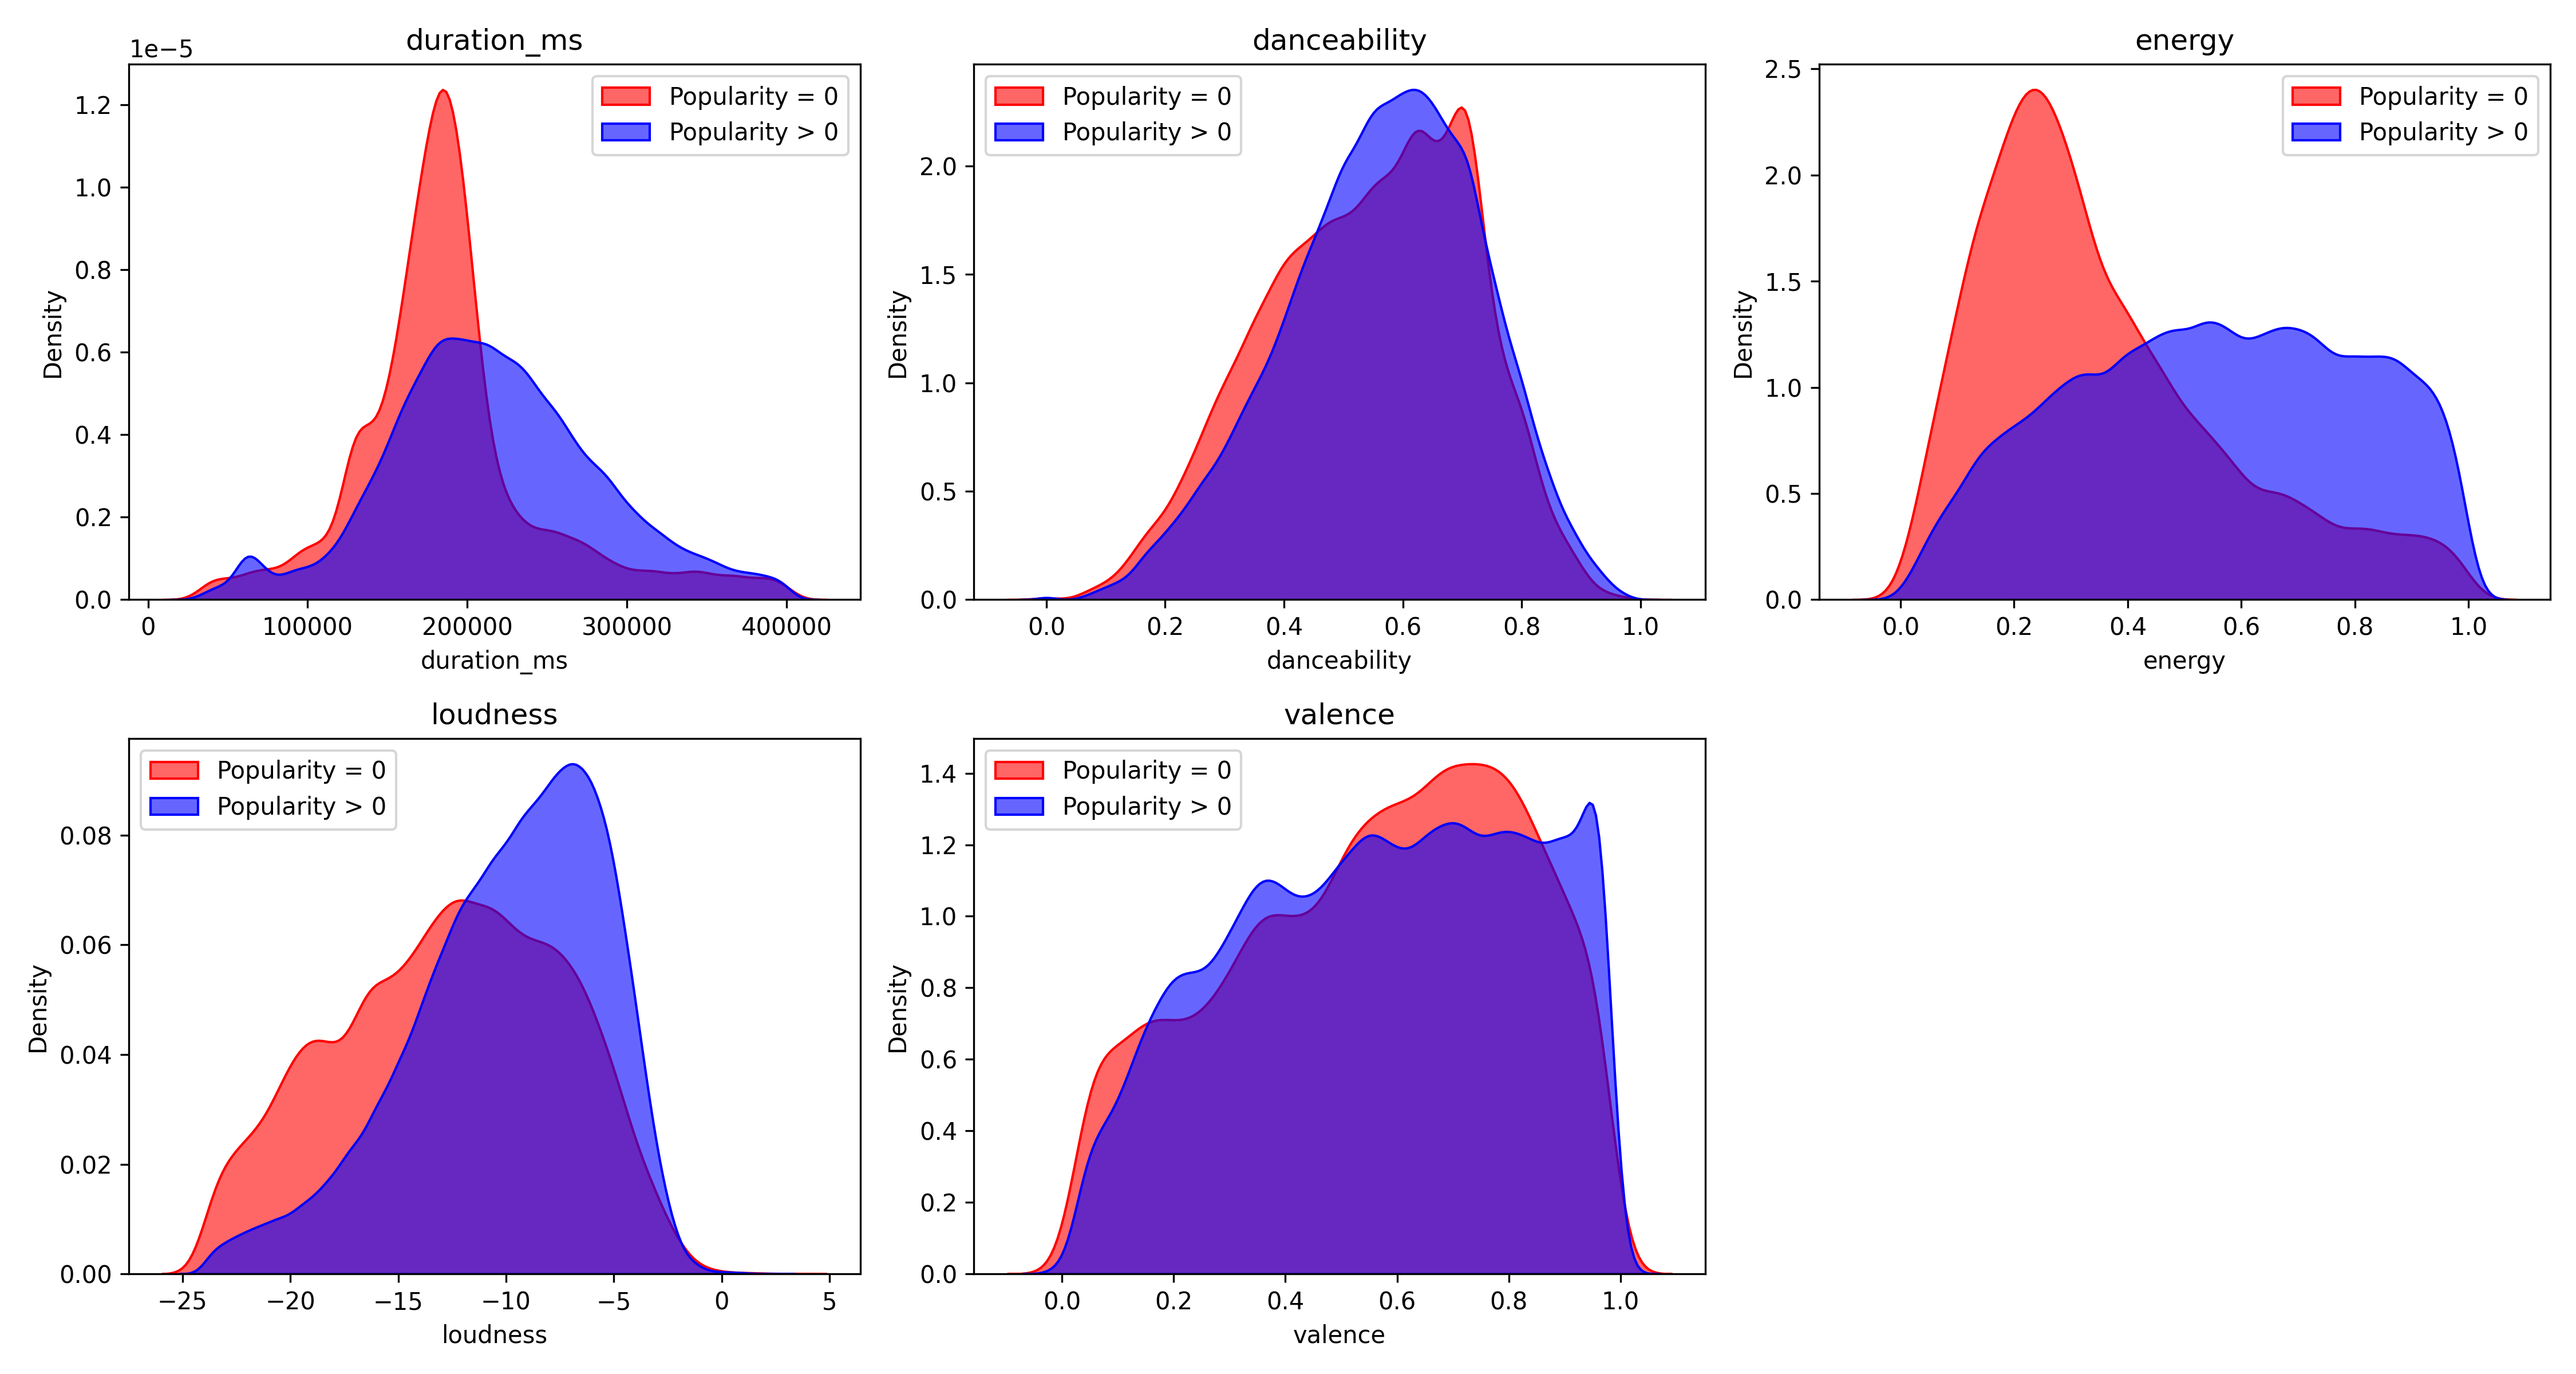 duration_ms
1e−5
Popularity = 0
Popularity > 0
Density
1.2
1.0
0.8
0.6
0.4
0.2
0.0
0 100000 200000 300000 400000
duration_ms
danceability
Popularity = 0
Popularity > 0
Density
2.0
1.5
1.0
0.5
0.0
0.0 0.2 0.4 0.6 0.8 1.0
danceability
energy
Popularity = 0
Popularity > 0
Density
2.5
2.0
1.5
1.0
0.5
0.0
0.0 0.2 0.4 0.6 0.8 1.0
energy
loudness
Popularity = 0
Popularity > 0
Density
0.08
0.06
0.04
0.02
0.00
−25 −20 −15 −10 −5 0 5
loudness
valence
Popularity = 0
Popularity > 0
Density
1.4
1.2
1.0
0.8
0.6
0.4
0.2
0.0
0.0 0.2 0.4 0.6 0.8 1.0
valence